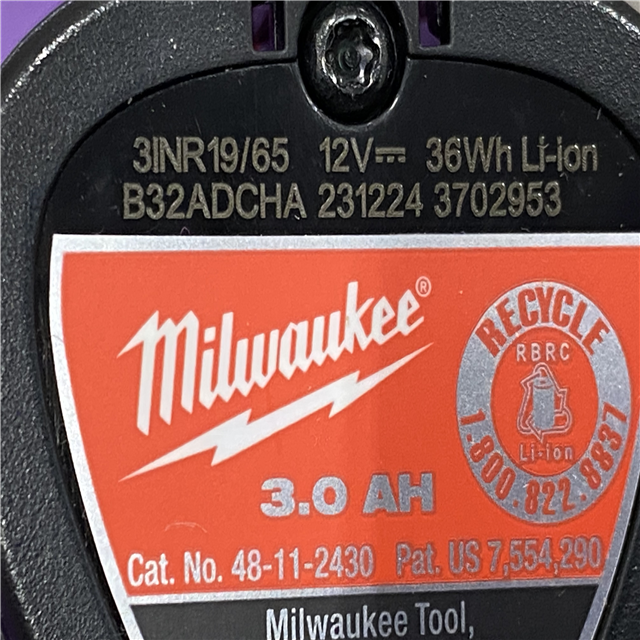 3INR19/65 12V⎓ 36Wh Li-ion
B32ADCHA 231224 3702953
Milwaukee®
RECYCLE
RBRC
Li-ion
1.800.822.8837
3.0 AH
Cat. No. 48-11-2430 Pat. US 7,554,290
Milwaukee Tool,